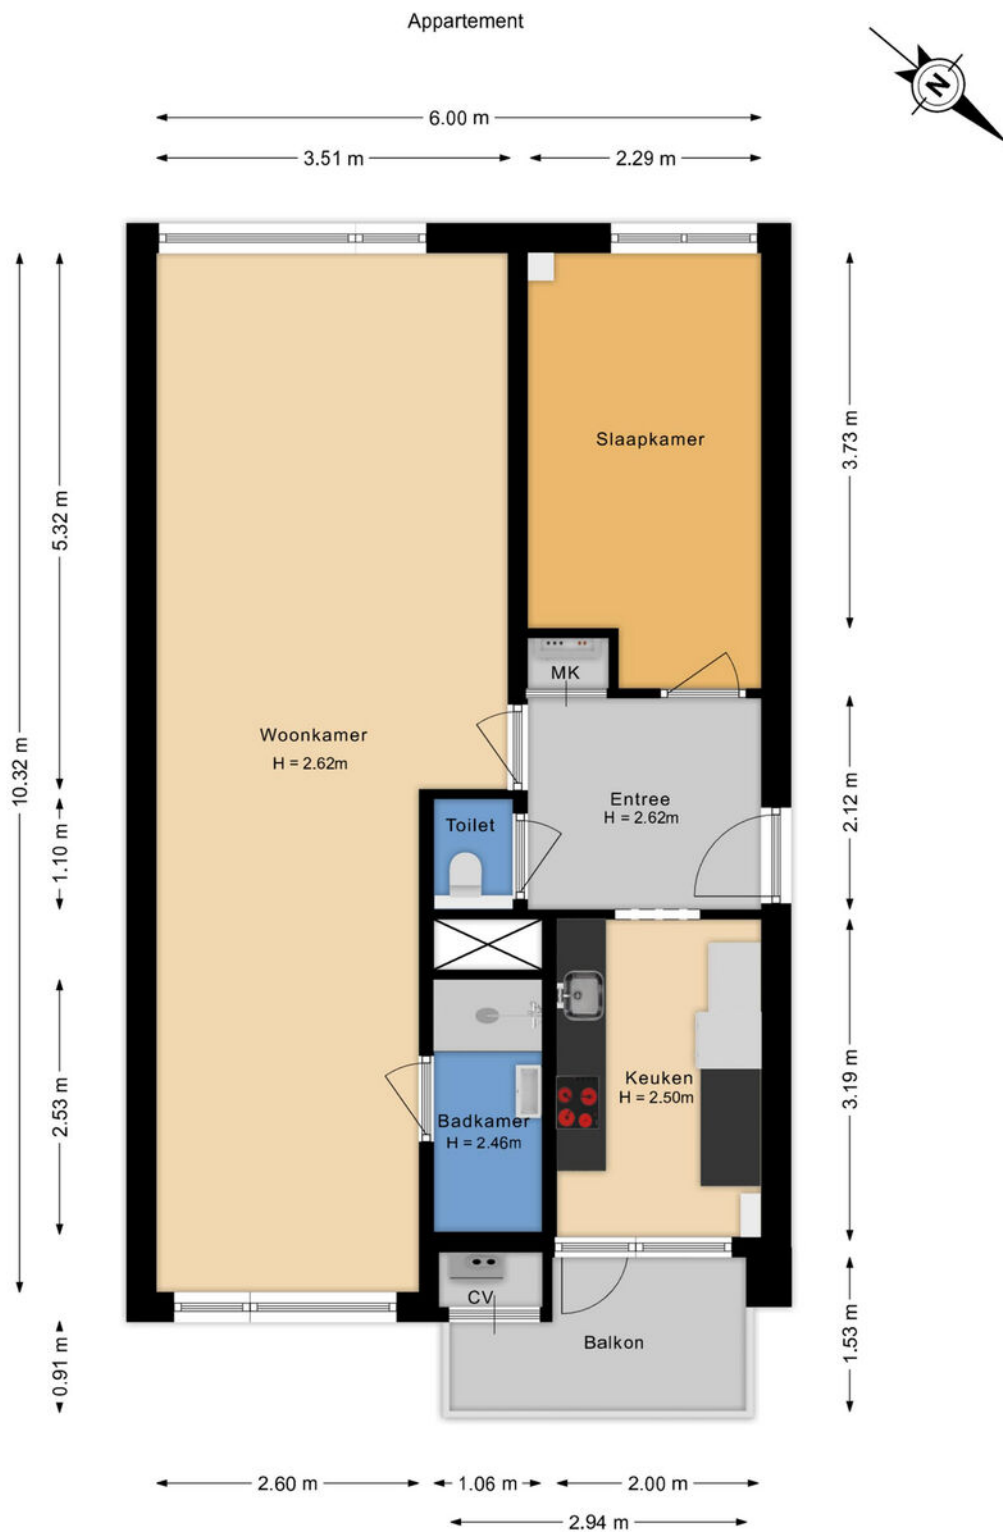 Appartement
N
6.00 m
3.51 m
2.29 m
10.32 m
5.32 m
3.73 m
Slaapkamer
MK
Woonkamer
H = 2.62m
Entree
H = 2.62m
2.12 m
Toilet
1.10 m
2.53 m
Keuken
H = 2.50m
3.19 m
Badkamer
H = 2.46m
CV
Balkon
0.91 m
1.53 m
2.60 m
1.06 m
2.00 m
2.94 m